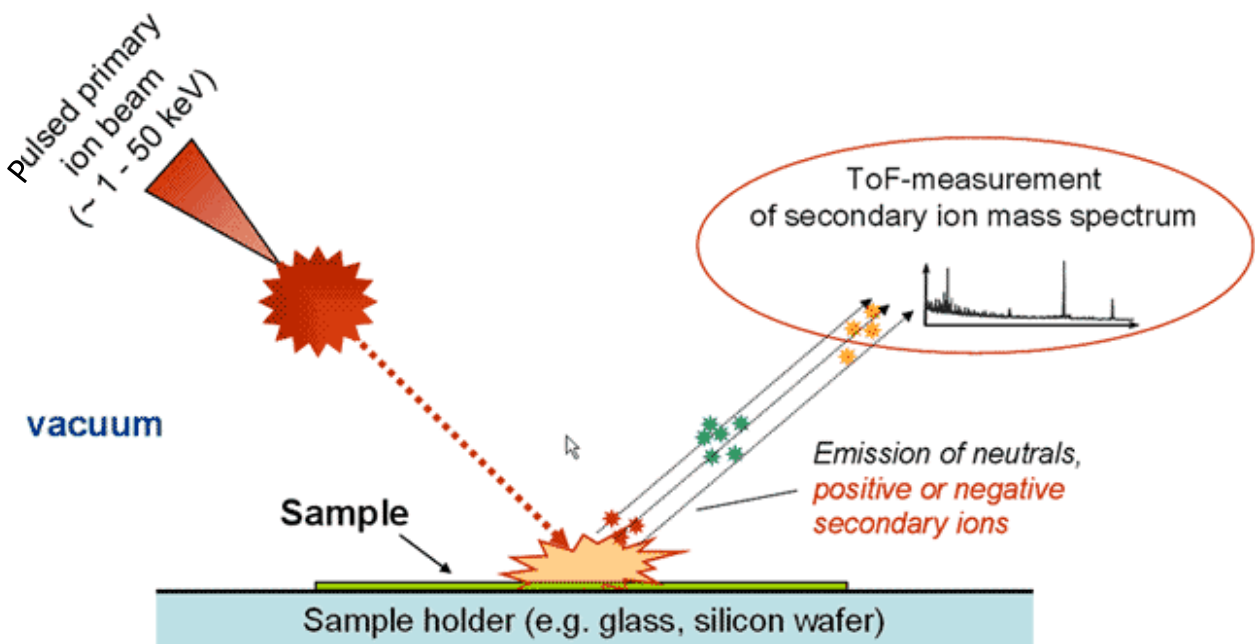 Pulsed primary
ion beam
(~ 1 - 50 keV)
ToF-measurement
of secondary ion mass spectrum
vacuum
Emission of neutrals,
positive or negative
secondary ions
Sample
Sample holder (e.g. glass, silicon wafer)